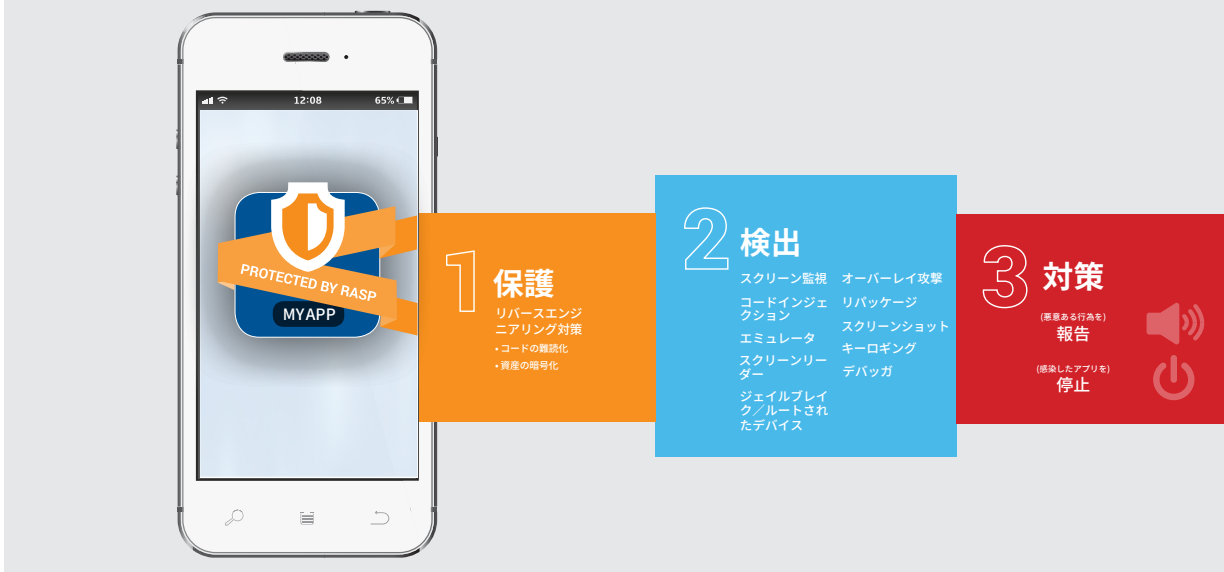 12:08
65%
PROTECTED BY RASP
MYAPP
1
保護
リバースエンジ
ニアリング対策
•コードの難読化
•資産の暗号化
2
検出
スクリーン監視
コードインジェ
クション
エミュレータ
スクリーンリー
ダー
ジェイルブレイ
ク／ルートされ
たデバイス
オーバーレイ攻撃
リパッケージ
スクリーンショット
キーロギング
デバッガ
3
対策
(悪意ある行為を)
報告
(感染したアプリを)
停止